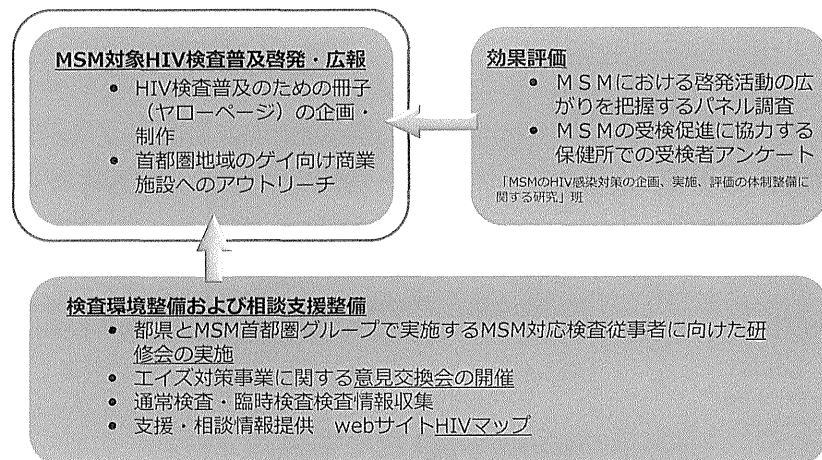 MSM対象HIV検査普及啓発・広報
• HIV検査普及のための冊子
（ヤローページ）の企画・
制作
• 首都圏地域のゲイ向け商業
施設へのアウトリーチ
効果評価
• ＭＳＭにおける啓発活動の広
がりを把握するパネル調査
• ＭＳＭの受検促進に協力する
保健所での受検者アンケート
「MSMのHIV感染対策の企画、実施、評価の体制整備に
関する研究」班
検査環境整備および相談支援整備
• 都県とMSM首都圏グループで実施するMSM対応検査従事者に向けた研
修会の実施
• エイズ対策事業に関する意見交換会の開催
• 通常検査・臨時検査検査情報収集
• 支援・相談情報提供　webサイトHIVマップ